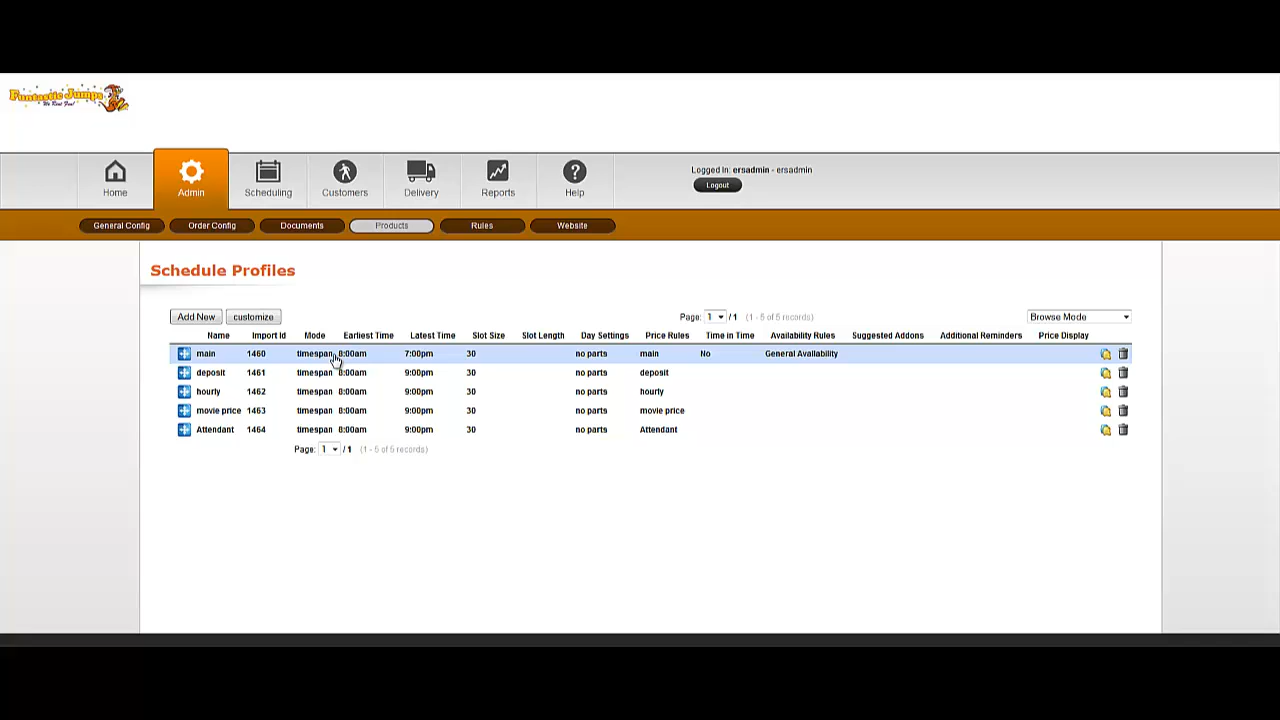 Funtastic Jumps
We Rent Fun!
Home
Admin
Scheduling
Customers
Delivery
Reports
Help
Logged In: ersadmin - ersadmin
Logout
General Config
Order Config
Documents
Products
Rules
Website
Schedule Profiles
Add New customize Page: 1 / 1 (1 - 5 of 5 records) Browse Mode
Name Import Id Mode Earliest Time Latest Time Slot Size Slot Length Day Settings Price Rules Time in Time Availability Rules Suggested Addons Additional Reminders Price Display
main 1460 timespan 8:00am 7:00pm 30 no parts main No General Availability
deposit 1461 timespan 8:00am 9:00pm 30 no parts deposit
hourly 1462 timespan 8:00am 9:00pm 30 no parts hourly
movie price 1463 timespan 8:00am 9:00pm 30 no parts movie price
Attendant 1464 timespan 8:00am 9:00pm 30 no parts Attendant
Page: 1 / 1 (1 - 5 of 5 records)